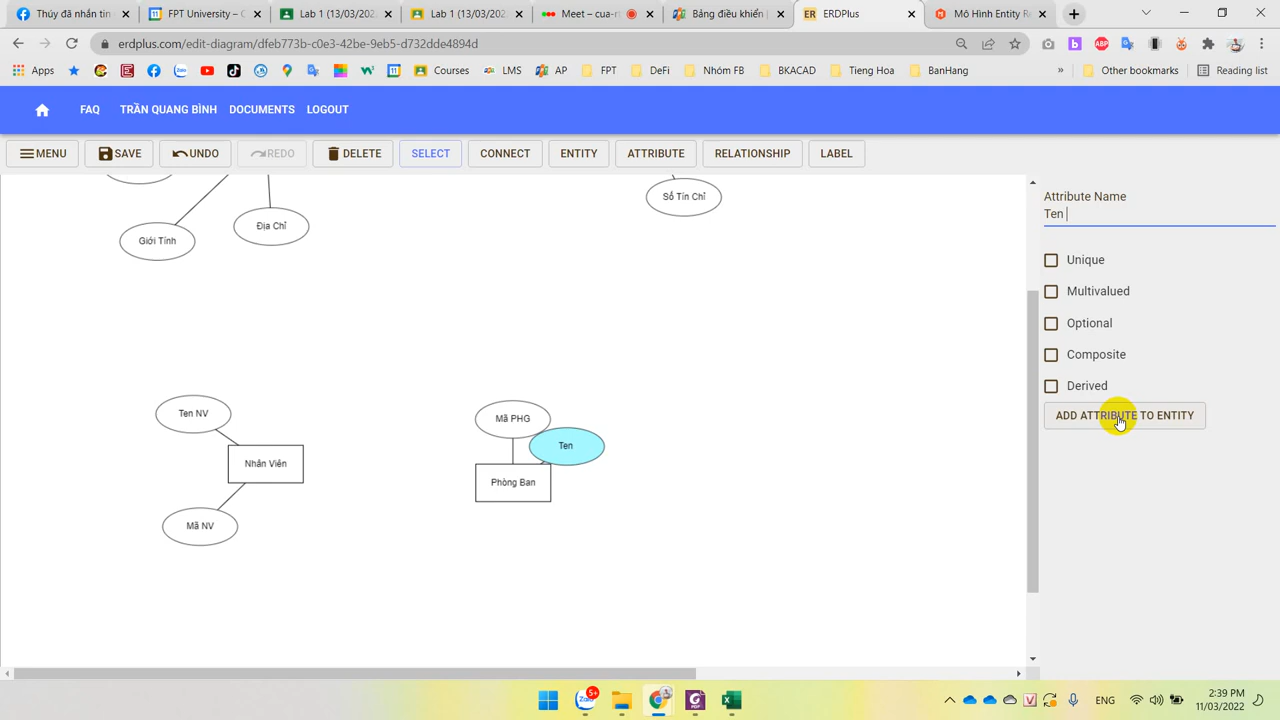 Thúy đã nhắn t
FPT University – C
Lab 1 (13/03/2022
Lab 1 (13/03/2022
Meet – cua-r
Bảng điều khiển
ERDPlus
Mô Hình Entity Re
erdplus.com/edit-diagram/dfeb773b-c0e3-42be-9eb5-d732dde4894d
Apps
Courses
LMS
AP
FPT
DeFi
Nhóm FB
BKACAD
Tieng Hoa
BanHang
»
Other bookmarks
Reading list
FAQ
TRẦN QUANG BÌNH
DOCUMENTS
LOGOUT
MENU
SAVE
UNDO
REDO
DELETE
SELECT
CONNECT
ENTITY
ATTRIBUTE
RELATIONSHIP
LABEL
Số Tín Chỉ
Địa Chỉ
Giới Tính
Ten NV
Nhân Viên
Mã NV
Mã PHG
Ten
Phòng Ban
Attribute Name
Ten
Unique
Multivalued
Optional
Composite
Derived
ADD ATTRIBUTE TO ENTITY
5+
ENG
2:39 PM
11/03/2022